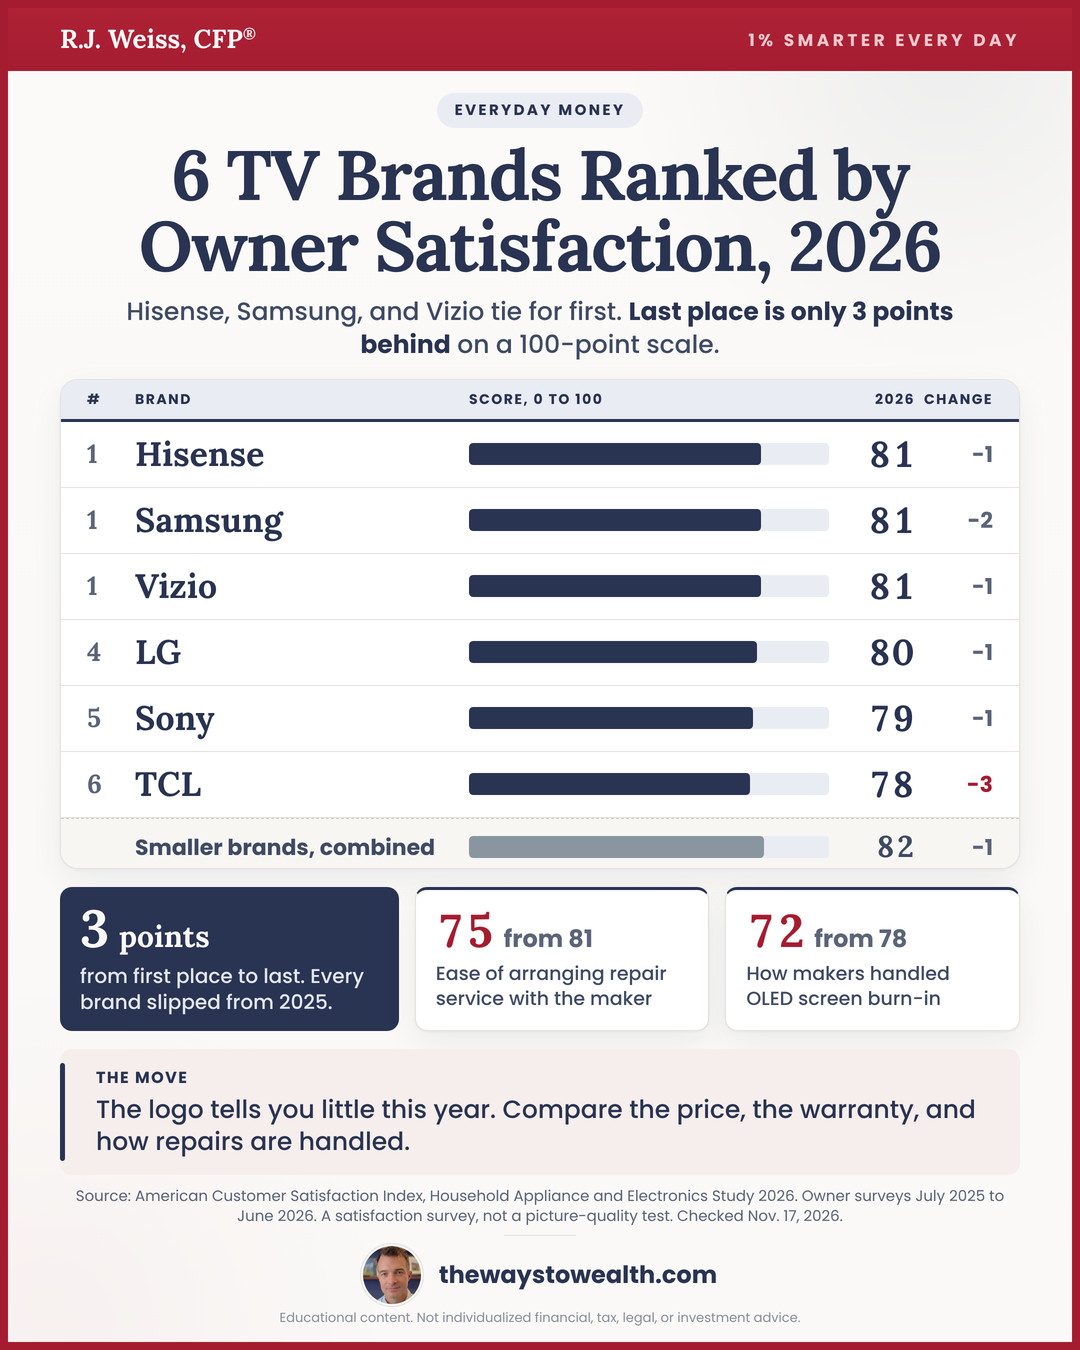 R.J. Weiss, CFP®
1% SMARTER EVERY DAY
EVERYDAY MONEY
6 TV Brands Ranked by
Owner Satisfaction, 2026
Hisense, Samsung, and Vizio tie for first. Last place is only 3 points
behind on a 100-point scale.
# BRAND SCORE, 0 TO 100 2026 CHANGE
1 Hisense 81 -1
1 Samsung 81 -2
1 Vizio 81 -1
4 LG 80 -1
5 Sony 79 -1
6 TCL 78 -3
Smaller brands, combined 82 -1
3 points
from first place to last. Every
brand slipped from 2025.
75 from 81
Ease of arranging repair
service with the maker
72 from 78
How makers handled
OLED screen burn-in
THE MOVE
The logo tells you little this year. Compare the price, the warranty, and
how repairs are handled.
Source: American Customer Satisfaction Index, Household Appliance and Electronics Study 2026. Owner surveys July 2025 to
June 2026. A satisfaction survey, not a picture-quality test. Checked Nov. 17, 2026.
thewaystowealth.com
Educational content. Not individualized financial, tax, legal, or investment advice.